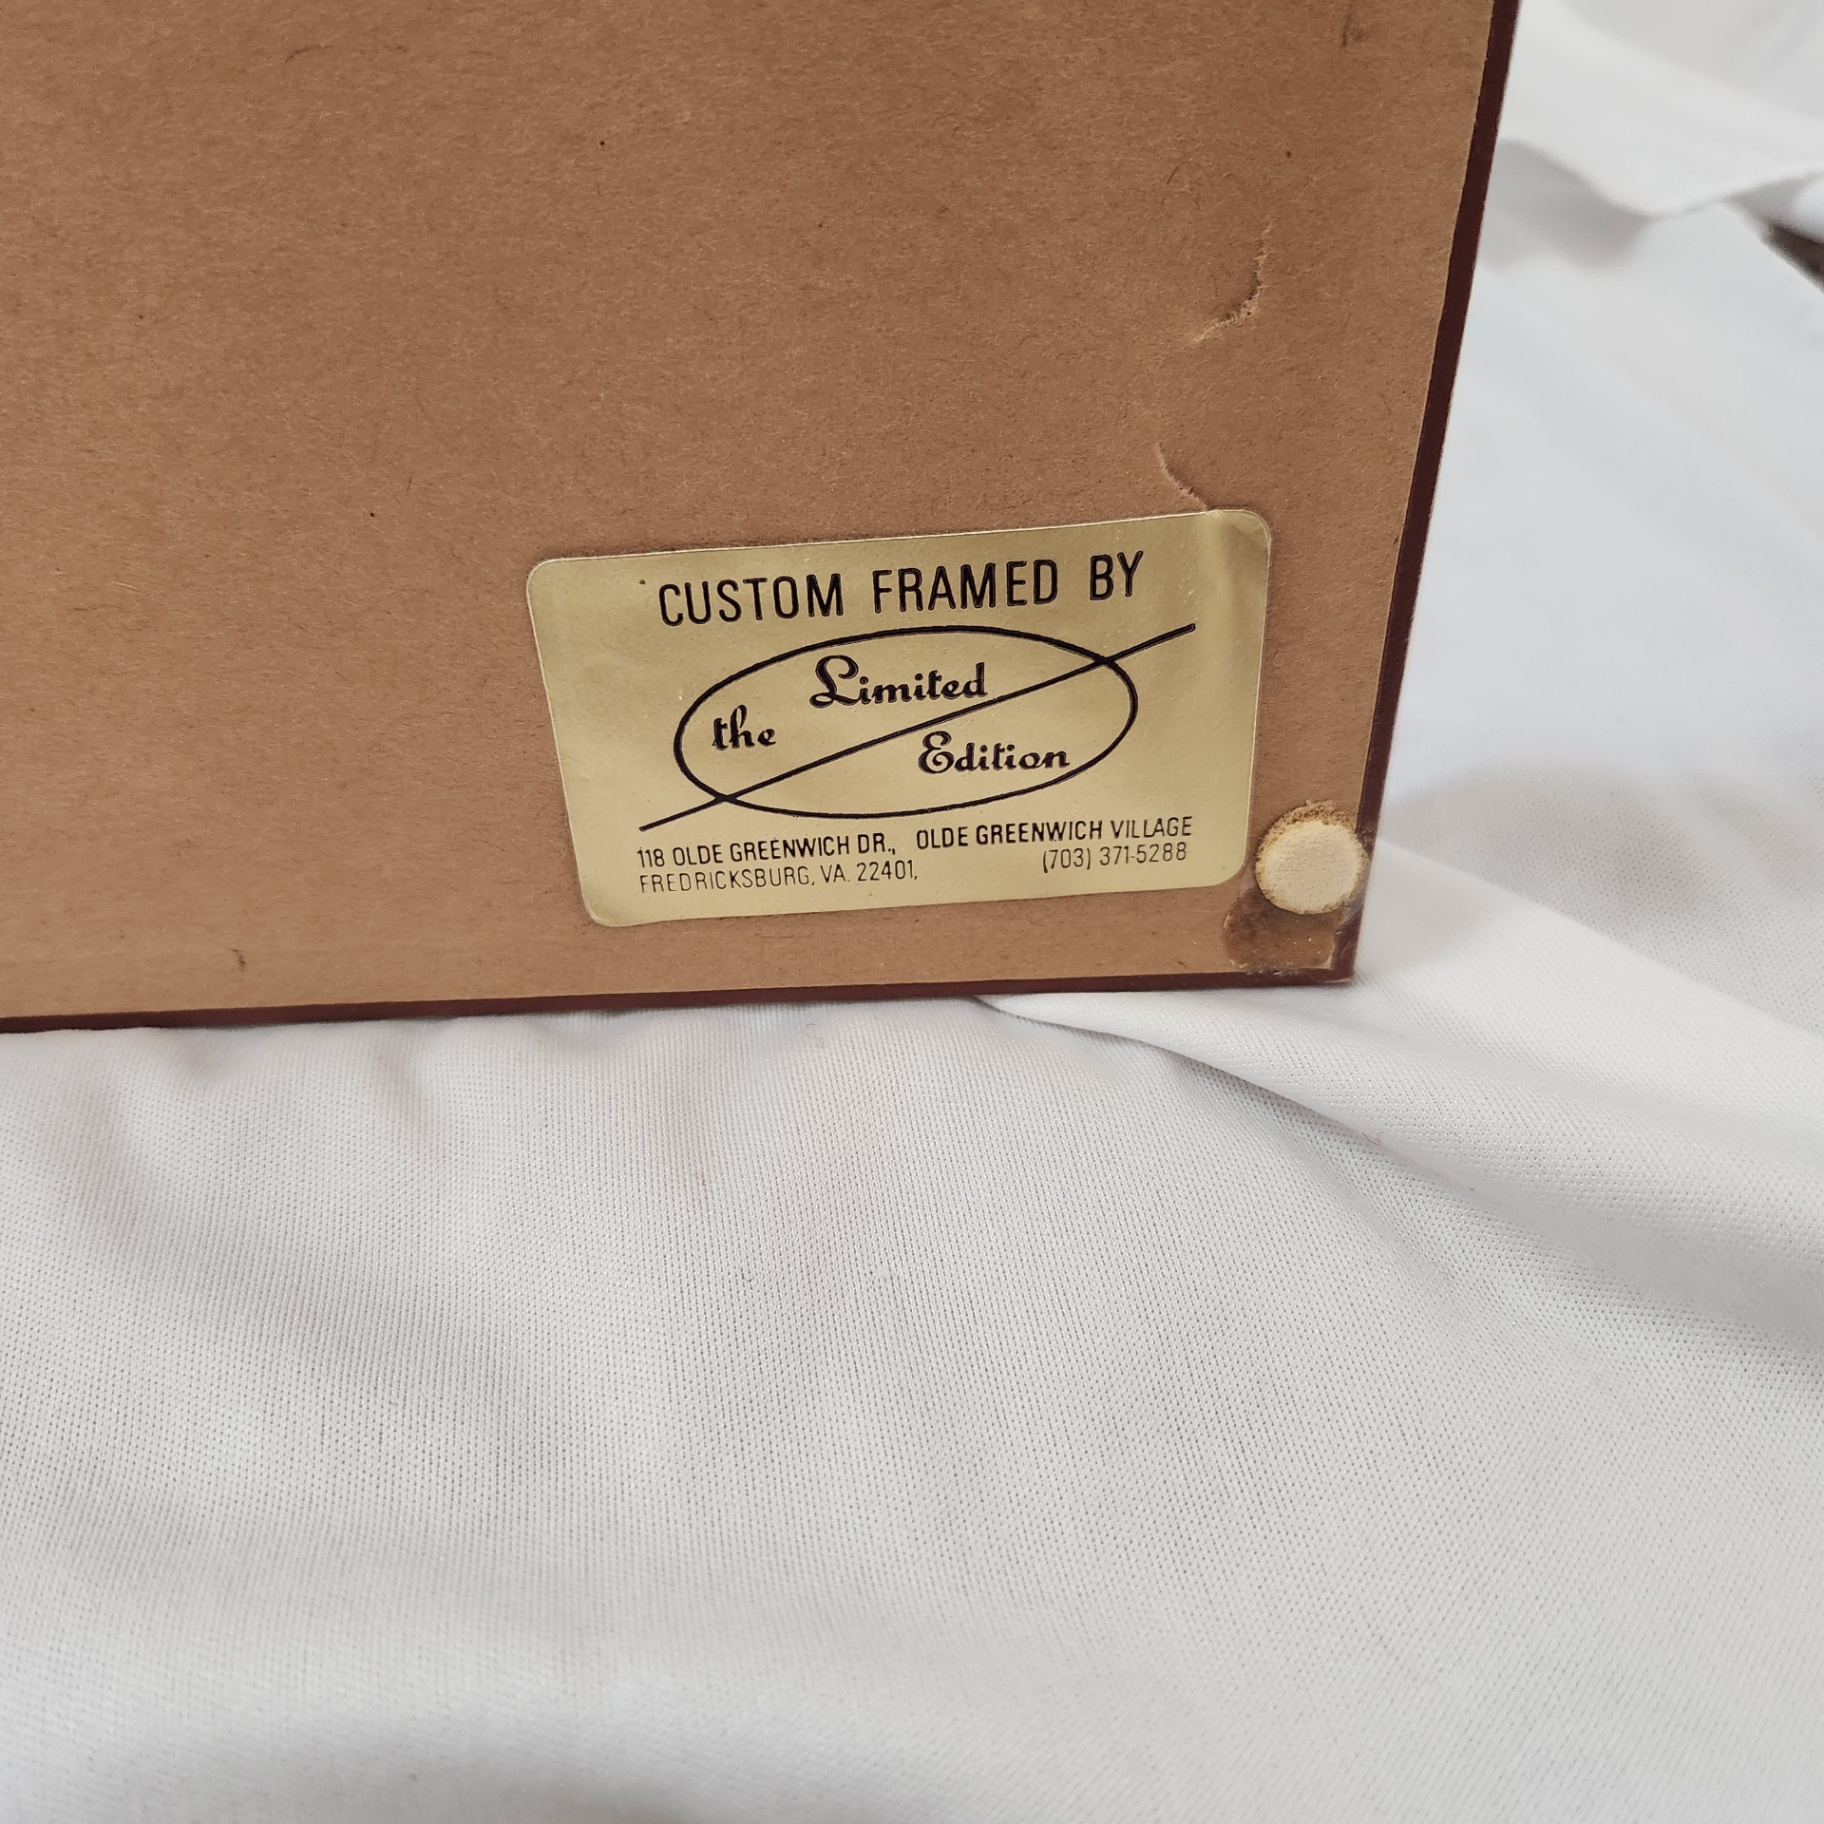 CUSTOM FRAMED BY
the Limited
Edition
118 OLDE GREENWICH DR., OLDE GREENWICH VILLAGE
FREDRICKSBURG, VA. 22401, (703) 371-5288